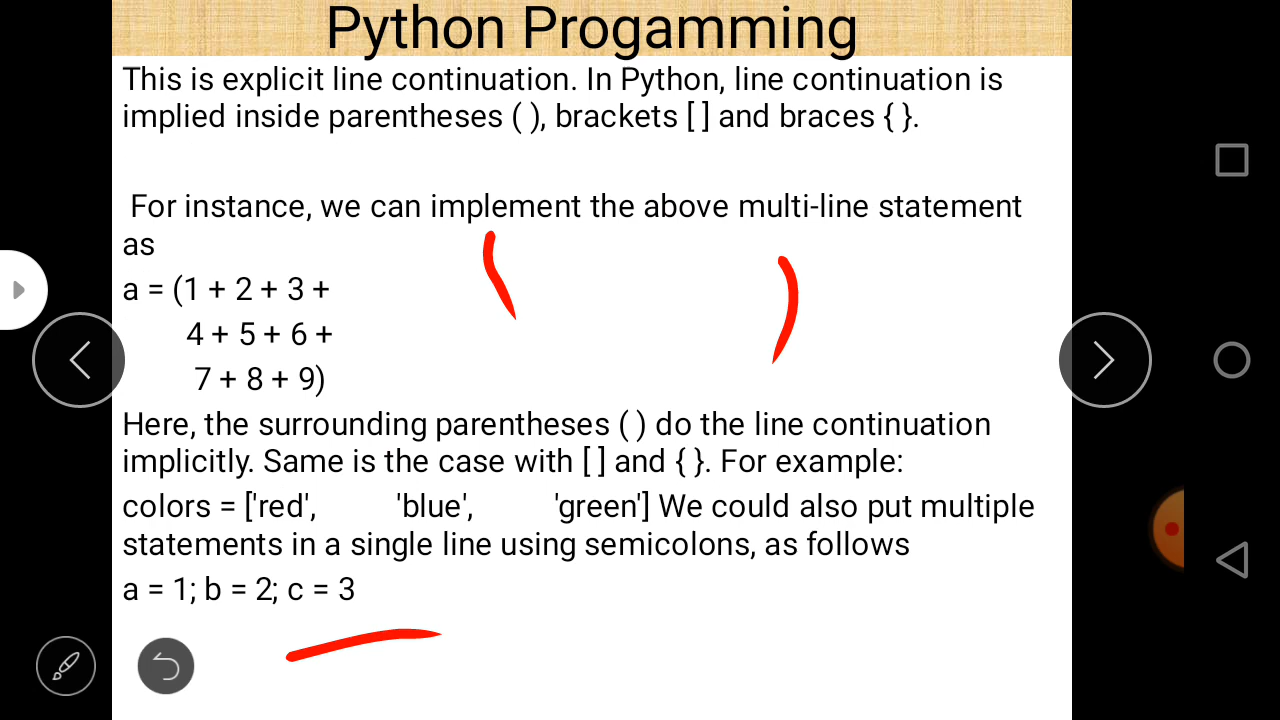 Python Progamming
This is explicit line continuation. In Python, line continuation is
implied inside parentheses ( ), brackets [ ] and braces { }.
For instance, we can implement the above multi-line statement
as
a = (1 + 2 + 3 +
4 + 5 + 6 +
7 + 8 + 9)
Here, the surrounding parentheses ( ) do the line continuation
implicitly. Same is the case with [ ] and { }. For example:
colors = ['red', 'blue', 'green'] We could also put multiple
statements in a single line using semicolons, as follows
a = 1; b = 2; c = 3